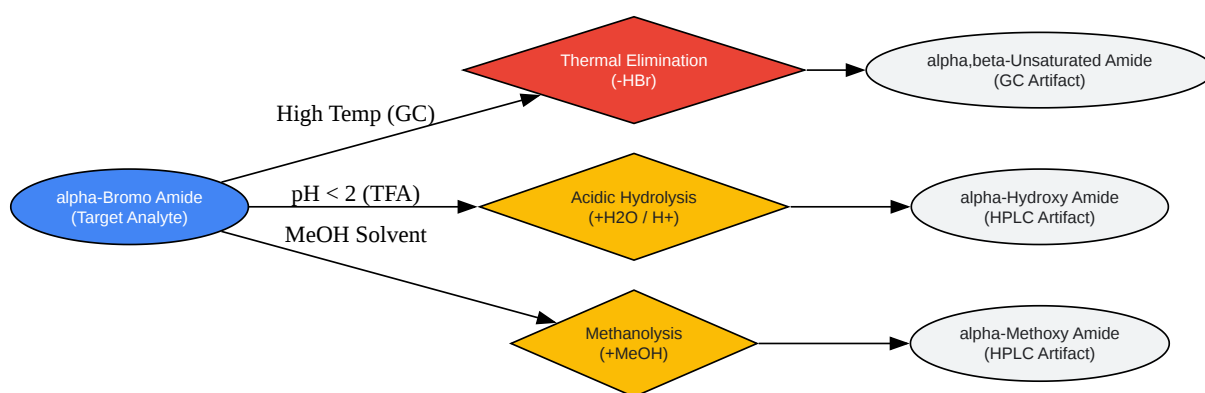 alpha-Bromo Amide
(Target Analyte)
High Temp (GC)
Thermal Elimination
(-HBr)
alpha,beta-Unsaturated Amide
(GC Artifact)
pH < 2 (TFA)
Acidic Hydrolysis
(+H2O / H+)
alpha-Hydroxy Amide
(HPLC Artifact)
MeOH Solvent
Methanolysis
(+MeOH)
alpha-Methoxy Amide
(HPLC Artifact)